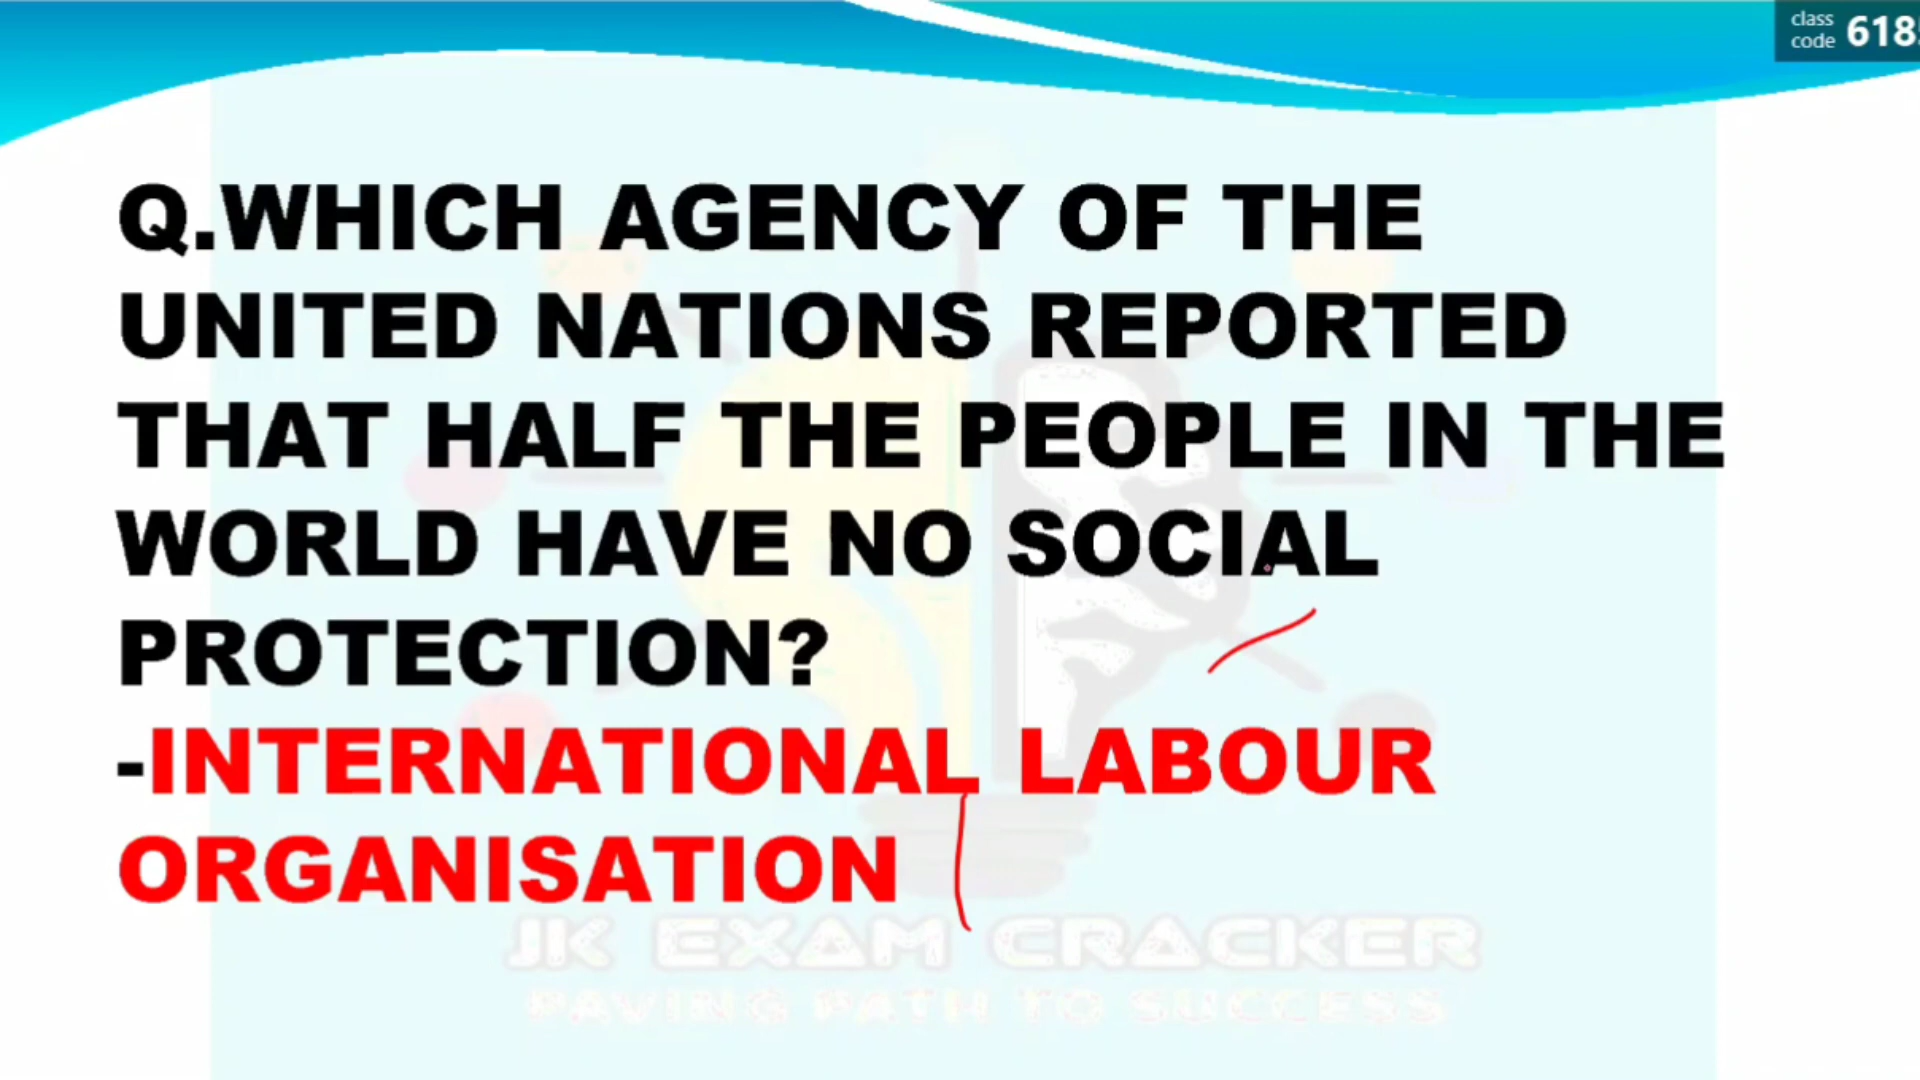 class
code 618
Q.WHICH AGENCY OF THE
UNITED NATIONS REPORTED
THAT HALF THE PEOPLE IN THE
WORLD HAVE NO SOCIAL
PROTECTION?
-INTERNATIONAL LABOUR
ORGANISATION
JK EXAM CRACKER
PAVING PATH TO SUCCESS